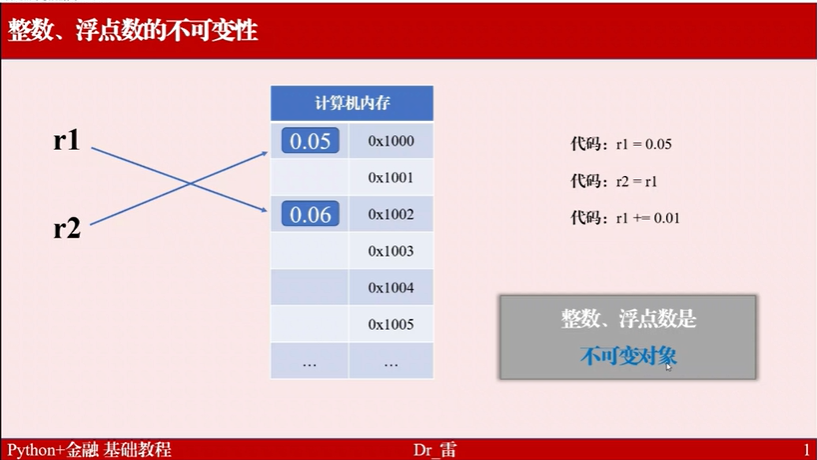 整数、浮点数的不可变性
计算机内存
r1
0.05 0x1000
代码：r1 = 0.05
0x1001
代码：r2 = r1
r2
0.06 0x1002
代码：r1 += 0.01
0x1003
0x1004
0x1005
... ...
整数、浮点数是
不可变对象
Python+金融 基础教程
Dr_雷
1